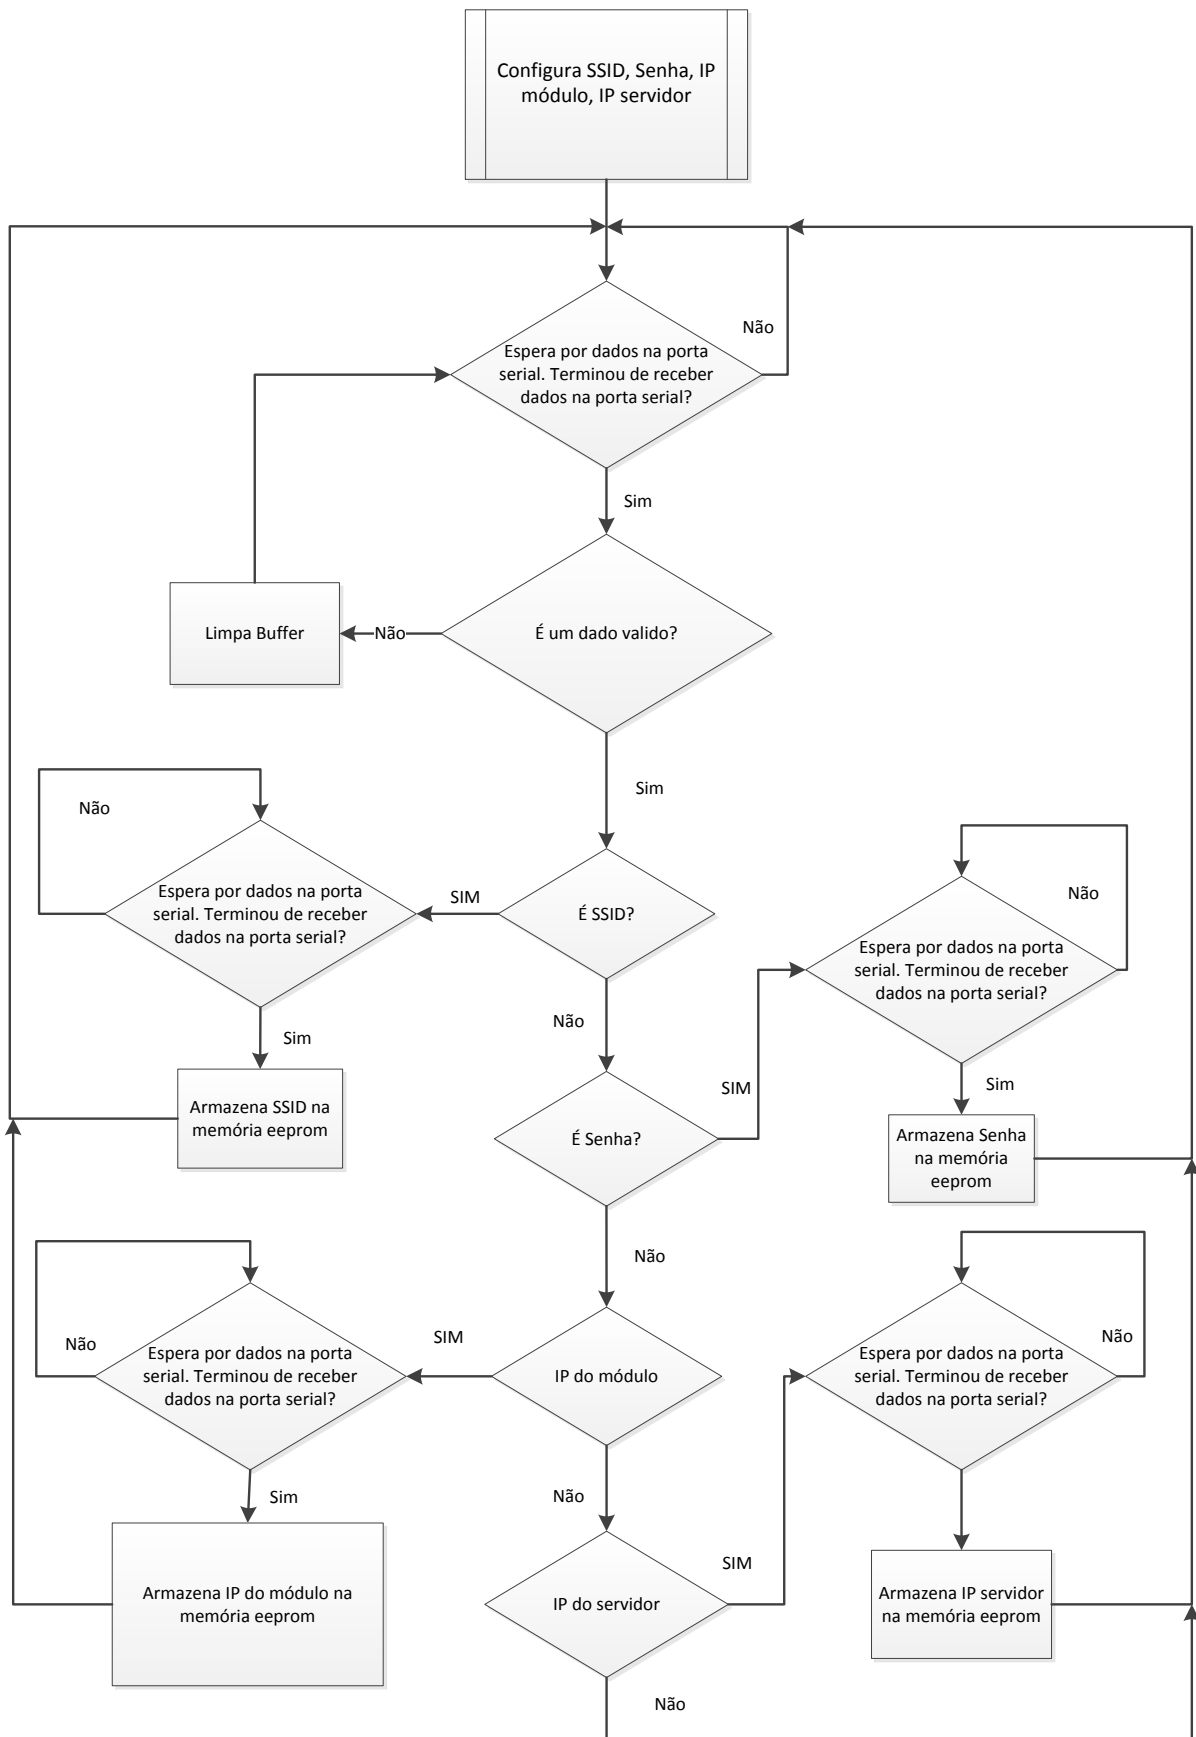 Configura SSID, Senha, IP
módulo, IP servidor
Não
Espera por dados na porta
serial. Terminou de receber
dados na porta serial?
Sim
Limpa Buffer
Não
É um dado valido?
Sim
Não
Espera por dados na porta
serial. Terminou de receber
dados na porta serial?
SIM
É SSID?
Não
Espera por dados na porta
serial. Terminou de receber
dados na porta serial?
Não
Sim
SIM
Sim
Armazena SSID na
memória eeprom
É Senha?
Armazena Senha
na memória
eeprom
Não
Não
Espera por dados na porta
serial. Terminou de receber
dados na porta serial?
SIM
IP do módulo
Não
Espera por dados na porta
serial. Terminou de receber
dados na porta serial?
Sim
Não
SIM
Armazena IP do módulo na
memória eeprom
IP do servidor
Armazena IP servidor
na memória eeprom
Não